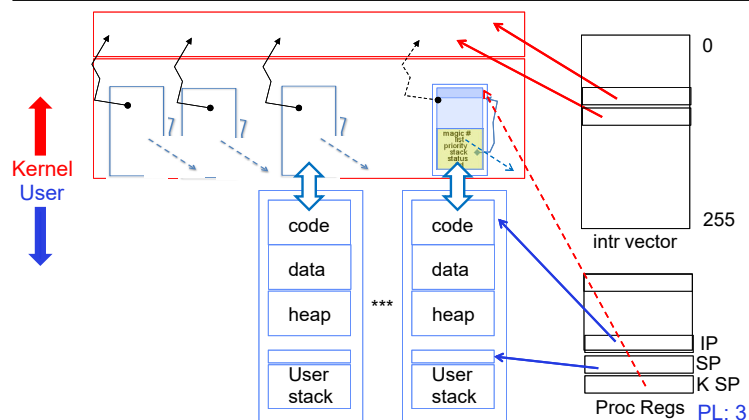 0
magic #
list
priority
stack
status
Kernel
User
255
intr vector
code
code
data
data
heap
***
heap
IP
SP
User
stack
User
stack
K SP
Proc Regs
PL: 3